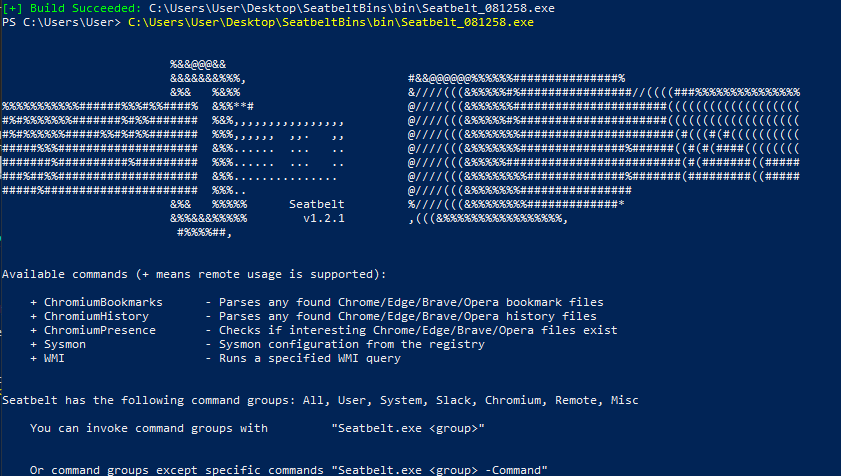 [+] Build Succeeded: C:\Users\User\Desktop\SeatbeltBins\bin\Seatbelt_081258.exe
PS C:\Users\User> C:\Users\User\Desktop\SeatbeltBins\bin\Seatbelt_081258.exe
%&&@@@&&
&&&&&&&%%%,                       #&&@@@@@@%%%%%%###############%
&%&   %&%%                        &/////(((&%%%%%#%################//((((###%%%%%%%%%%%%%%%
%%%%%%%%%%%######%%%#%%####%  &%%**#                      @/////(((&%%%%%%######################(((((((((((((((((((
#%#%%%%%%%#######%#%%#######  %&%,,,,,,,,,,,,,,,,         @/////(((&%%%%%#%#####################(((((((((((((((((((
#%#%%%%%%#####%%#%#%%#######  %%%,,,,,,  ,,.   ,,         @/////(((&%%%%%%%######################(#(((#(#((((((((((
#####%%%####################  &%%......  ...   ..         @/////(((&%%%%%%%###############%######((#(#(####((((((((
#######%##########%#########  %%%......  ...   ..         @/////(((&%%%%%#########################(#(#######((#####
###%##%%####################  &%%...............          @/////(((&%%%%%%%%##############%#######(#########((#####
#####%######################  %%%..                       @/////(((&%%%%%%%################
&%&   %%%%%      Seatbelt         %////(((&%%%%%%%%#############*
&%%&&&%%%%%        v1.2.1         ,(((&%%%%%%%%%%%%%%%%%,
#%%%%##,
Available commands (+ means remote usage is supported):
+ ChromiumBookmarks      - Parses any found Chrome/Edge/Brave/Opera bookmark files
+ ChromiumHistory        - Parses any found Chrome/Edge/Brave/Opera history files
+ ChromiumPresence       - Checks if interesting Chrome/Edge/Brave/Opera files exist
+ Sysmon                 - Sysmon configuration from the registry
+ WMI                    - Runs a specified WMI query
Seatbelt has the following command groups: All, User, System, Slack, Chromium, Remote, Misc
You can invoke command groups with         "Seatbelt.exe <group>"
Or command groups except specific commands "Seatbelt.exe <group> -Command"